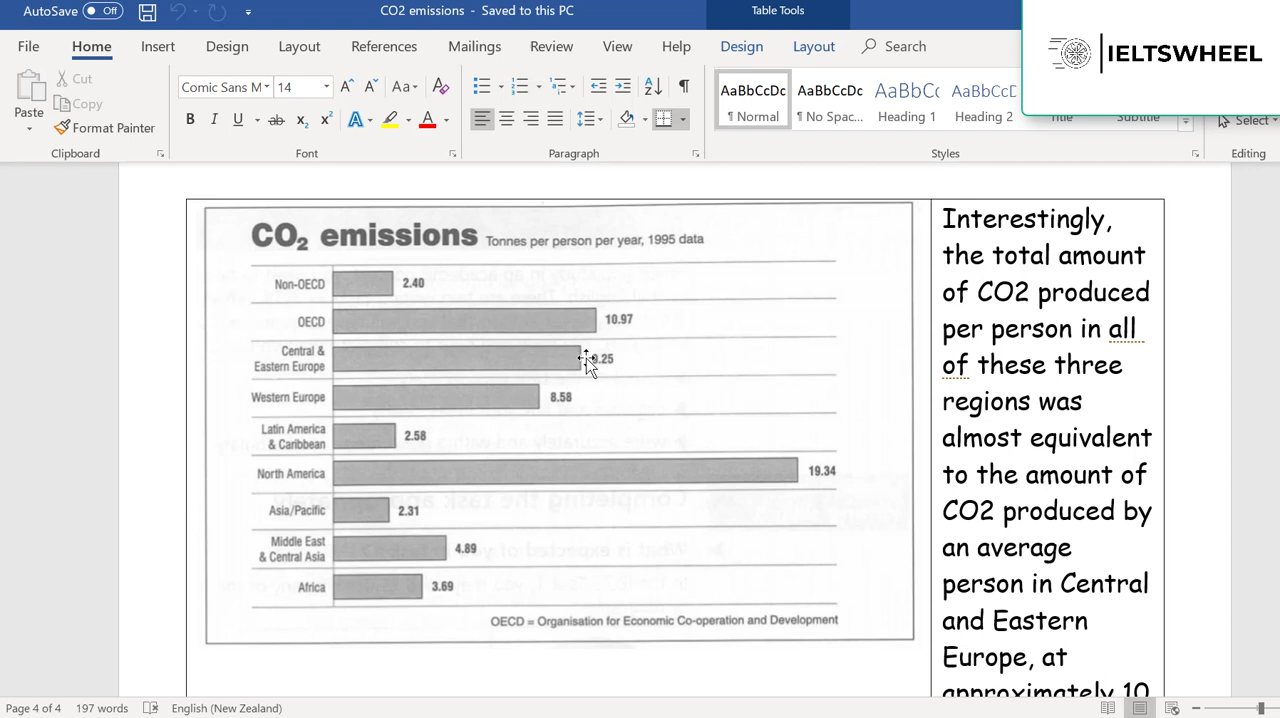 AutoSave Off CO2 emissions - Saved to this PC Table Tools
File Home Insert Design Layout References Mailings Review View Help Design Layout Search
IELTSWHEEL
Paste
Cut
Copy
Format Painter
Clipboard
Comic Sans M 14
Font
Paragraph
AaBbCcDc AaBbCcDc AaBbCc AaBbCcD
¶ Normal ¶ No Spac... Heading 1 Heading 2 Title Subtitle
Styles
Select
Editing
CO₂ emissions Tonnes per person per year, 1995 data
Non-OECD 2.40
OECD 10.97
Central &
Eastern Europe .25
Western Europe 8.58
Latin America
& Caribbean 2.58
North America 19.34
Asia/Pacific 2.31
Middle East
& Central Asia 4.89
Africa 3.69
OECD = Organisation for Economic Co-operation and Development
Interestingly,
the total amount
of CO2 produced
per person in all
of these three
regions was
almost equivalent
to the amount of
CO2 produced by
an average
person in Central
and Eastern
Europe, at
approximately 10
Page 4 of 4 197 words English (New Zealand)